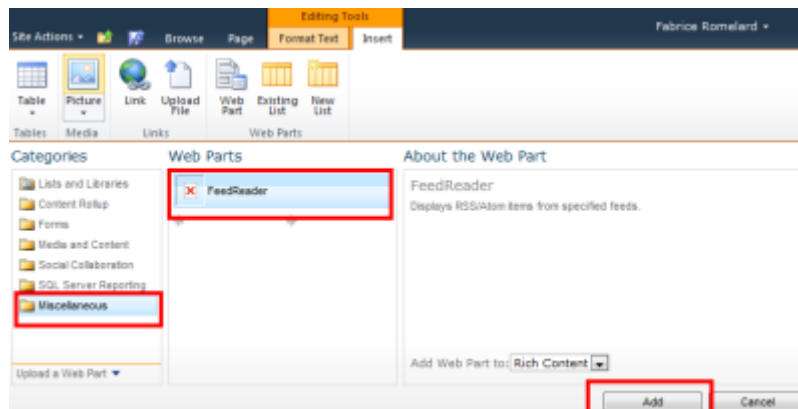 Editing Tools
Site Actions
Browse
Page
Format Text
Insert
Fabrice Romelard
Table
Picture
Link
Upload File
Web Part
Existing List
New List
Tables
Media
Links
Web Parts
Categories
Web Parts
About the Web Part
Lists and Libraries
Content Rollup
Forms
Media and Content
Social Collaboration
SQL Server Reporting
Miscellaneous
Upload a Web Part
FeedReader
FeedReader
Displays RSS/Atom items from specified feeds.
Add Web Part to: Rich Content
Add
Cancel